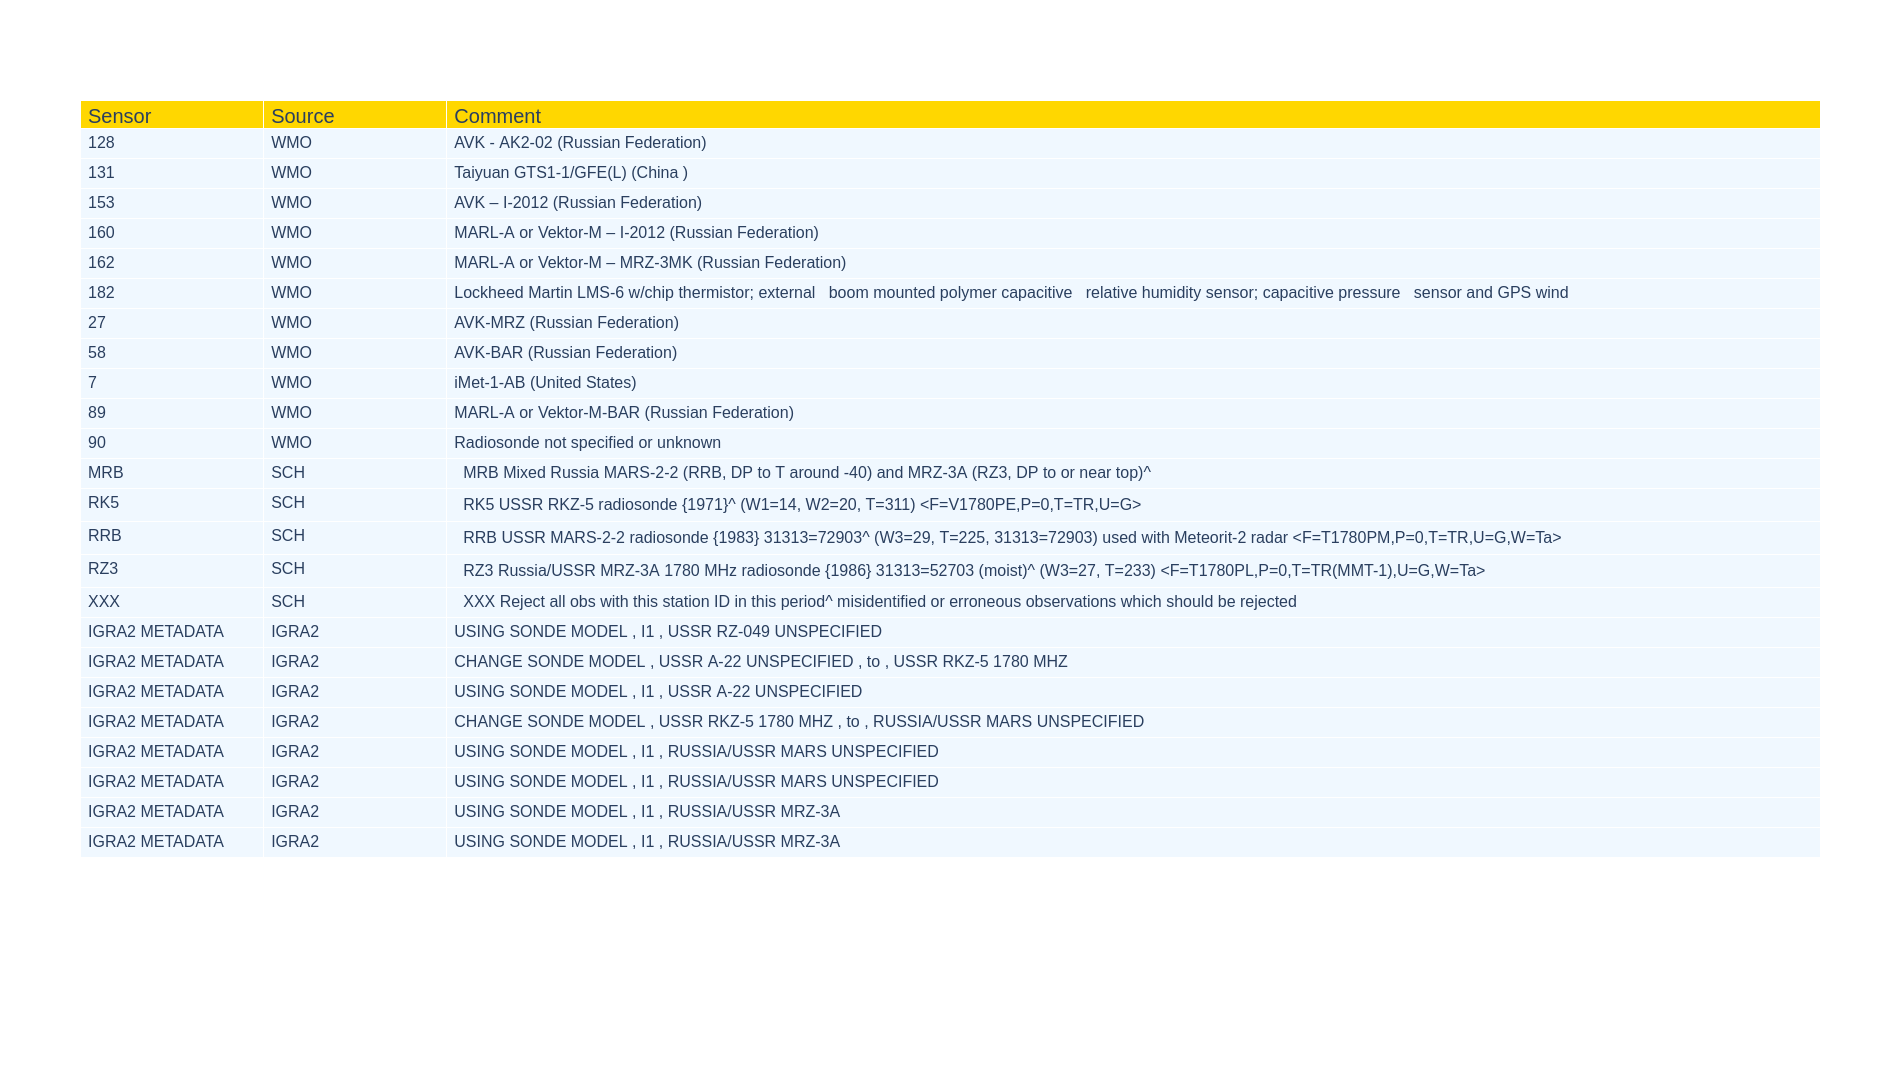 Sensor Source Comment
128 WMO AVK - AK2-02 (Russian Federation)
131 WMO Taiyuan GTS1-1/GFE(L) (China )
153 WMO AVK – I-2012 (Russian Federation)
160 WMO MARL-A or Vektor-M – I-2012 (Russian Federation)
162 WMO MARL-A or Vektor-M – MRZ-3MK (Russian Federation)
182 WMO Lockheed Martin LMS-6 w/chip thermistor; external boom mounted polymer capacitive relative humidity sensor; capacitive pressure sensor and GPS wind
27 WMO AVK-MRZ (Russian Federation)
58 WMO AVK-BAR (Russian Federation)
7 WMO iMet-1-AB (United States)
89 WMO MARL-A or Vektor-M-BAR (Russian Federation)
90 WMO Radiosonde not specified or unknown
MRB SCH MRB Mixed Russia MARS-2-2 (RRB, DP to T around -40) and MRZ-3A (RZ3, DP to or near top)^
RK5 SCH RK5 USSR RKZ-5 radiosonde {1971}^ (W1=14, W2=20, T=311) <F=V1780PE,P=0,T=TR,U=G>
RRB SCH RRB USSR MARS-2-2 radiosonde {1983} 31313=72903^ (W3=29, T=225, 31313=72903) used with Meteorit-2 radar <F=T1780PM,P=0,T=TR,U=G,W=Ta>
RZ3 SCH RZ3 Russia/USSR MRZ-3A 1780 MHz radiosonde {1986} 31313=52703 (moist)^ (W3=27, T=233) <F=T1780PL,P=0,T=TR(MMT-1),U=G,W=Ta>
XXX SCH XXX Reject all obs with this station ID in this period^ misidentified or erroneous observations which should be rejected
IGRA2 METADATA IGRA2 USING SONDE MODEL , I1 , USSR RZ-049 UNSPECIFIED
IGRA2 METADATA IGRA2 CHANGE SONDE MODEL , USSR A-22 UNSPECIFIED , to , USSR RKZ-5 1780 MHZ
IGRA2 METADATA IGRA2 USING SONDE MODEL , I1 , USSR A-22 UNSPECIFIED
IGRA2 METADATA IGRA2 CHANGE SONDE MODEL , USSR RKZ-5 1780 MHZ , to , RUSSIA/USSR MARS UNSPECIFIED
IGRA2 METADATA IGRA2 USING SONDE MODEL , I1 , RUSSIA/USSR MARS UNSPECIFIED
IGRA2 METADATA IGRA2 USING SONDE MODEL , I1 , RUSSIA/USSR MARS UNSPECIFIED
IGRA2 METADATA IGRA2 USING SONDE MODEL , I1 , RUSSIA/USSR MRZ-3A
IGRA2 METADATA IGRA2 USING SONDE MODEL , I1 , RUSSIA/USSR MRZ-3A